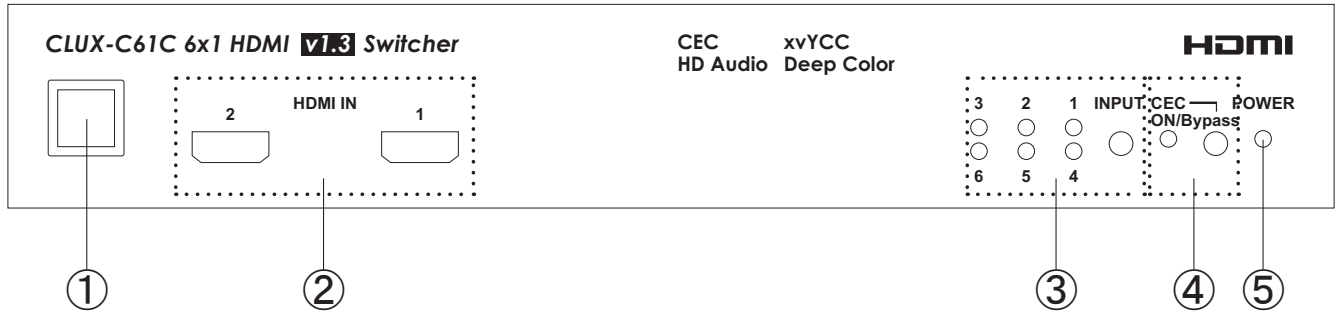 CLUX-C61C 6x1 HDMI v1.3 Switcher
CEC xvYCC
HD Audio Deep Color
HDMI
HDMI IN
2 1
3 2 1 INPUT
6 5 4
CEC
ON/Bypass
POWER
① ② ③ ④ ⑤